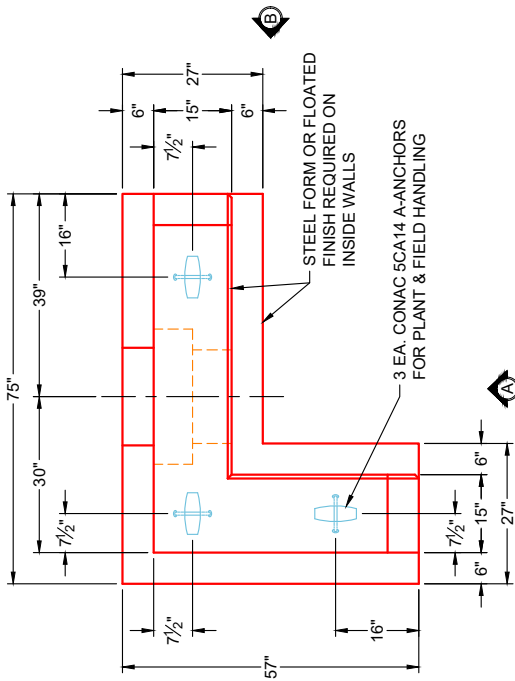 75"
39"
30"
16"
7½"
27"
6"
15"
6"
7½"
7½"
57"
16"
7½"
6"
15"
6"
27"
B
A
STEEL FORM OR FLOATED
FINISH REQUIRED ON
INSIDE WALLS
3 EA. CONAC 5CA14 A-ANCHORS
FOR PLANT & FIELD HANDLING